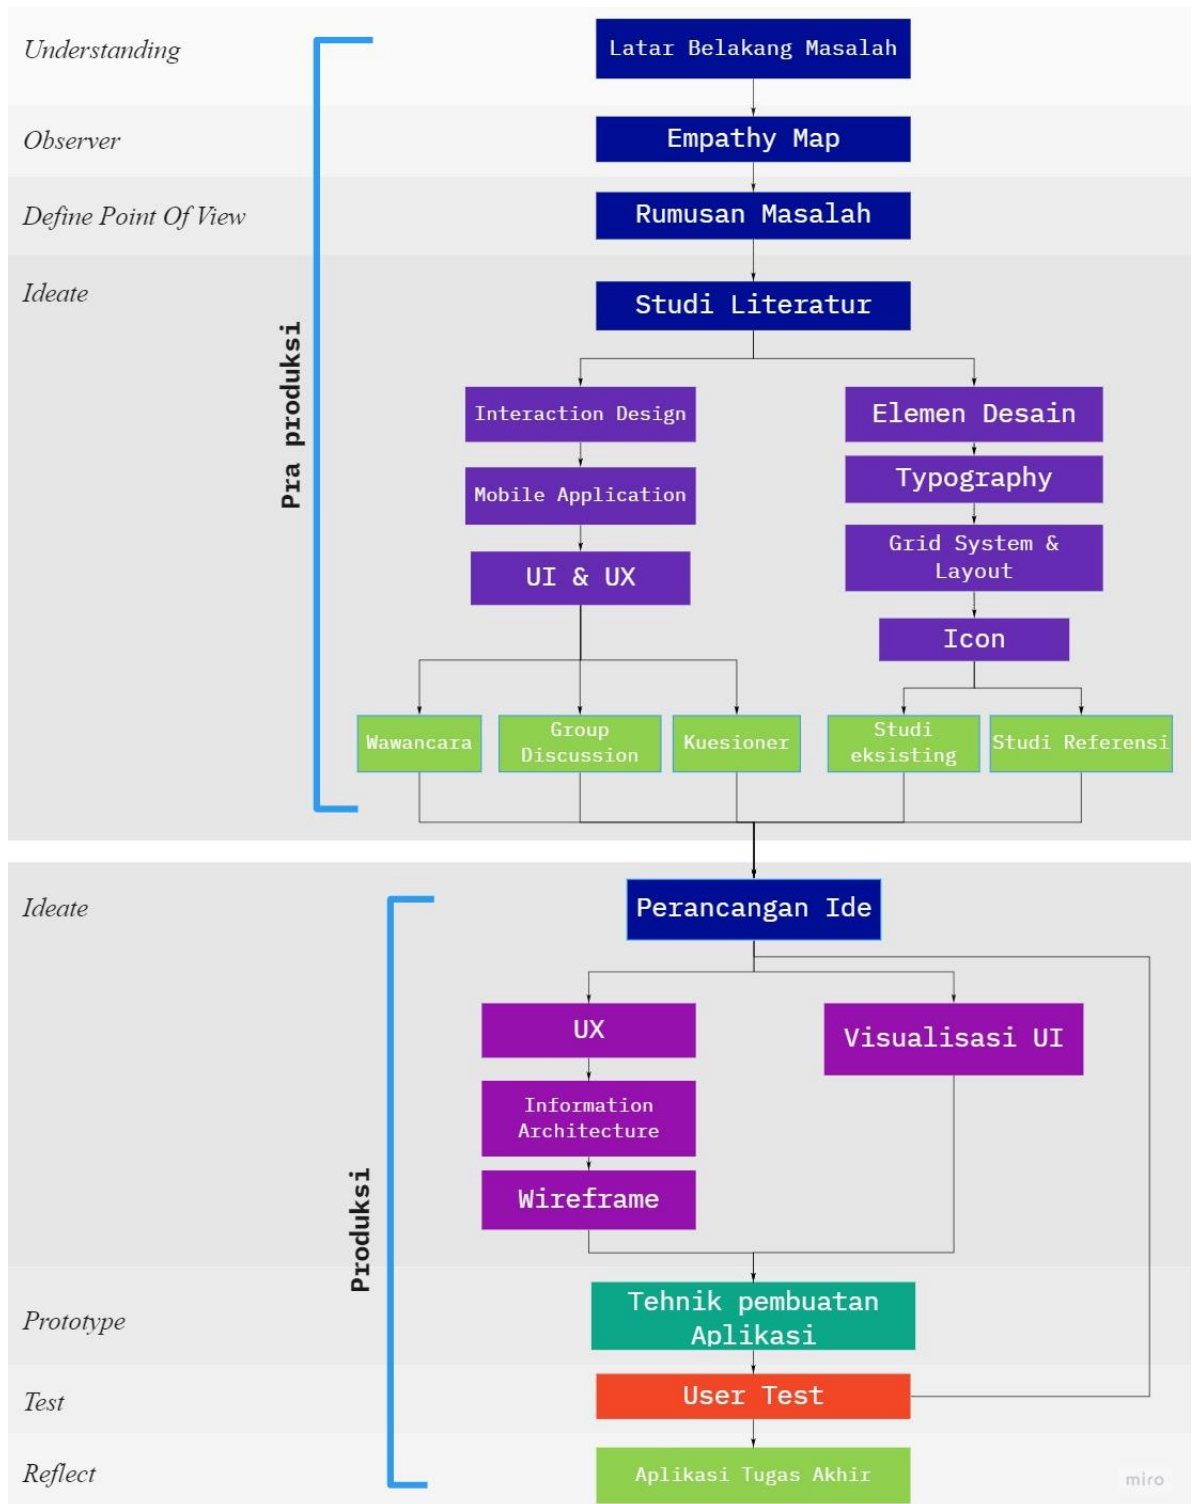 Understanding
Latar Belakang Masalah
Observer
Empathy Map
Define Point Of View
Rumusan Masalah
Ideate
Studi Literatur
Pra produksi
Interaction Design
Elemen Desain
Mobile Application
Typography
UI & UX
Grid System &
Layout
Icon
Wawancara
Group
Discussion
Kuesioner
Studi
eksisting
Studi Referensi
Ideate
Perancangan Ide
Produksi
UX
Visualisasi UI
Information
Architecture
Wireframe
Prototype
Tehnik pembuatan
Aplikasi
Test
User Test
Reflect
Aplikasi Tugas Akhir
miro